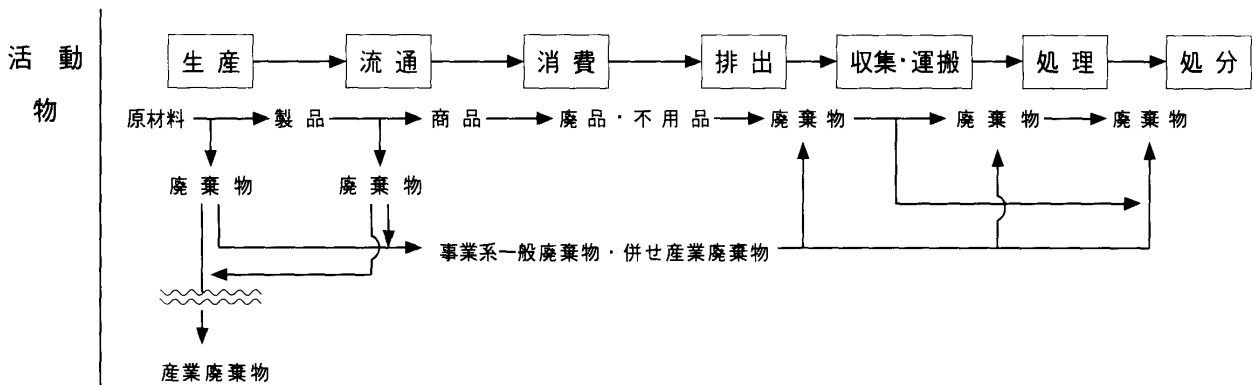 活動 生産 流通 消費 排出 収集・運搬 処理 処分
物 原材料 製品 商品 廃品・不用品 廃棄物 廃棄物 廃棄物
廃棄物 廃棄物
事業系一般廃棄物・併せ産業廃棄物
産業廃棄物